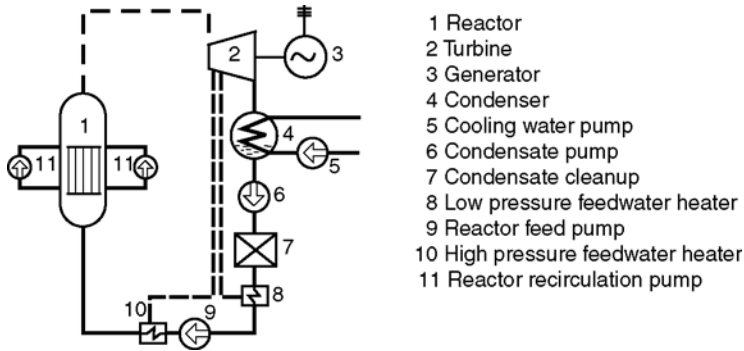 1
2
3
4
5
6
7
8
9
10
11
11
1 Reactor
2 Turbine
3 Generator
4 Condenser
5 Cooling water pump
6 Condensate pump
7 Condensate cleanup
8 Low pressure feedwater heater
9 Reactor feed pump
10 High pressure feedwater heater
11 Reactor recirculation pump